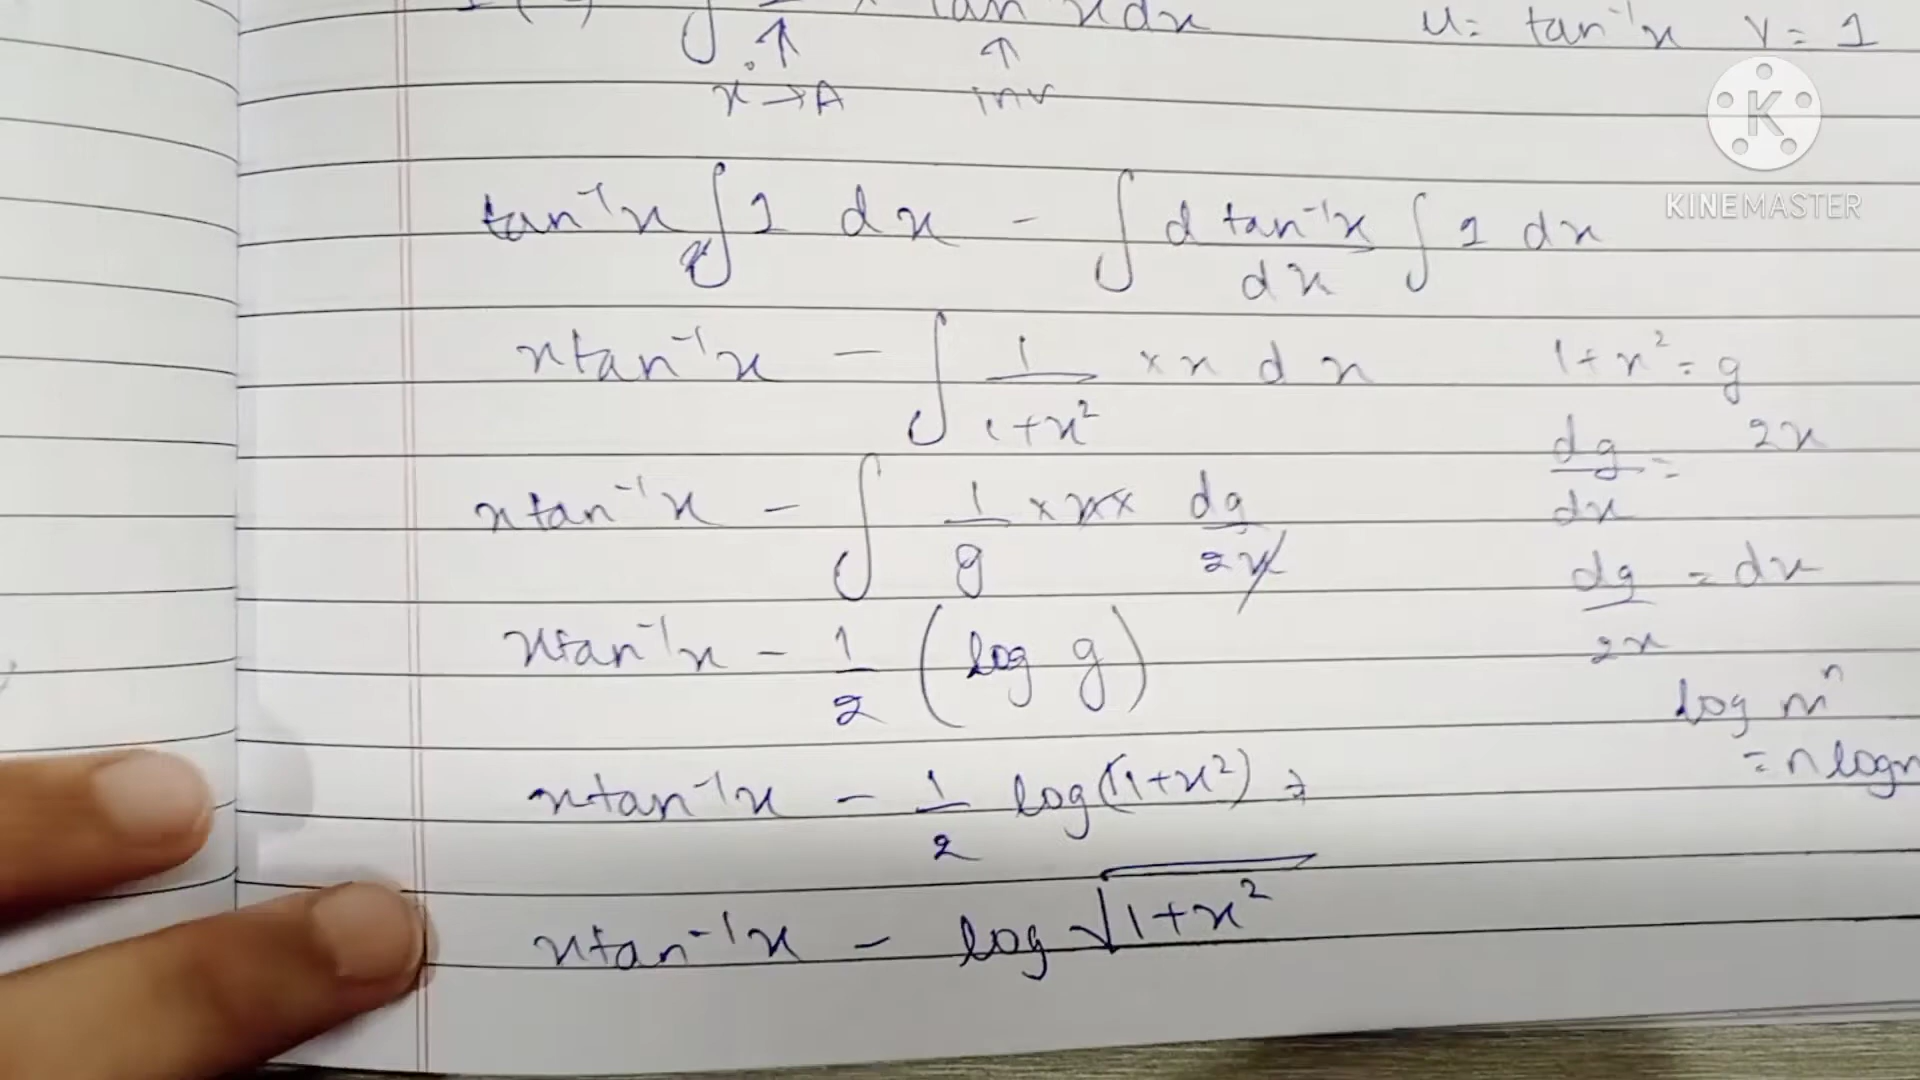 ∫ x tan⁻¹x dx u = tan⁻¹x v = 1
x → A inv
K
KINEMASTER
tan⁻¹x ∫ 1 dx - ∫ d tan⁻¹x / dx ∫ 1 dx
x tan⁻¹x - ∫ 1 / 1+x² × x dx 1+x² = g
dg / dx = 2x
x tan⁻¹x - ∫ 1 / g × x × dg / 2x
dg / 2x = dx
x tan⁻¹x - 1 / 2 (log g)
log mⁿ
x tan⁻¹x - 1 / 2 log(1+x²) = n log
x tan⁻¹x - log √1+x²